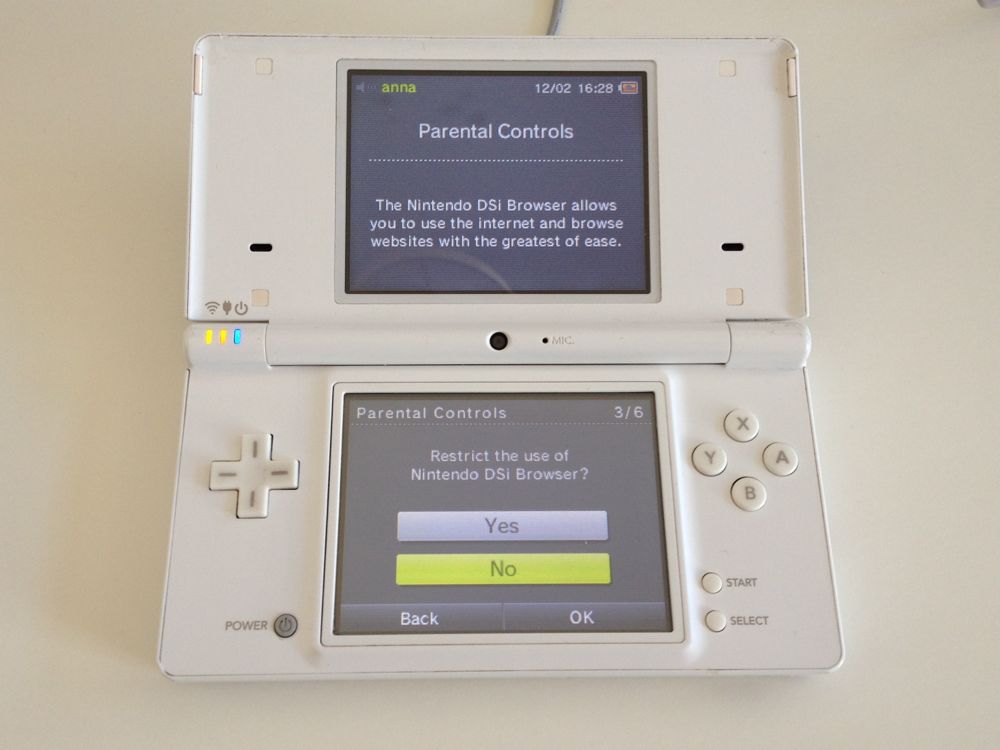 anna
12/02 16:28
Parental Controls
The Nintendo DSi Browser allows
you to use the internet and browse
websites with the greatest of ease.
MIC.
Parental Controls 3/6
Restrict the use of
Nintendo DSi Browser?
Yes
No
Back OK
X
Y A
B
START
SELECT
POWER